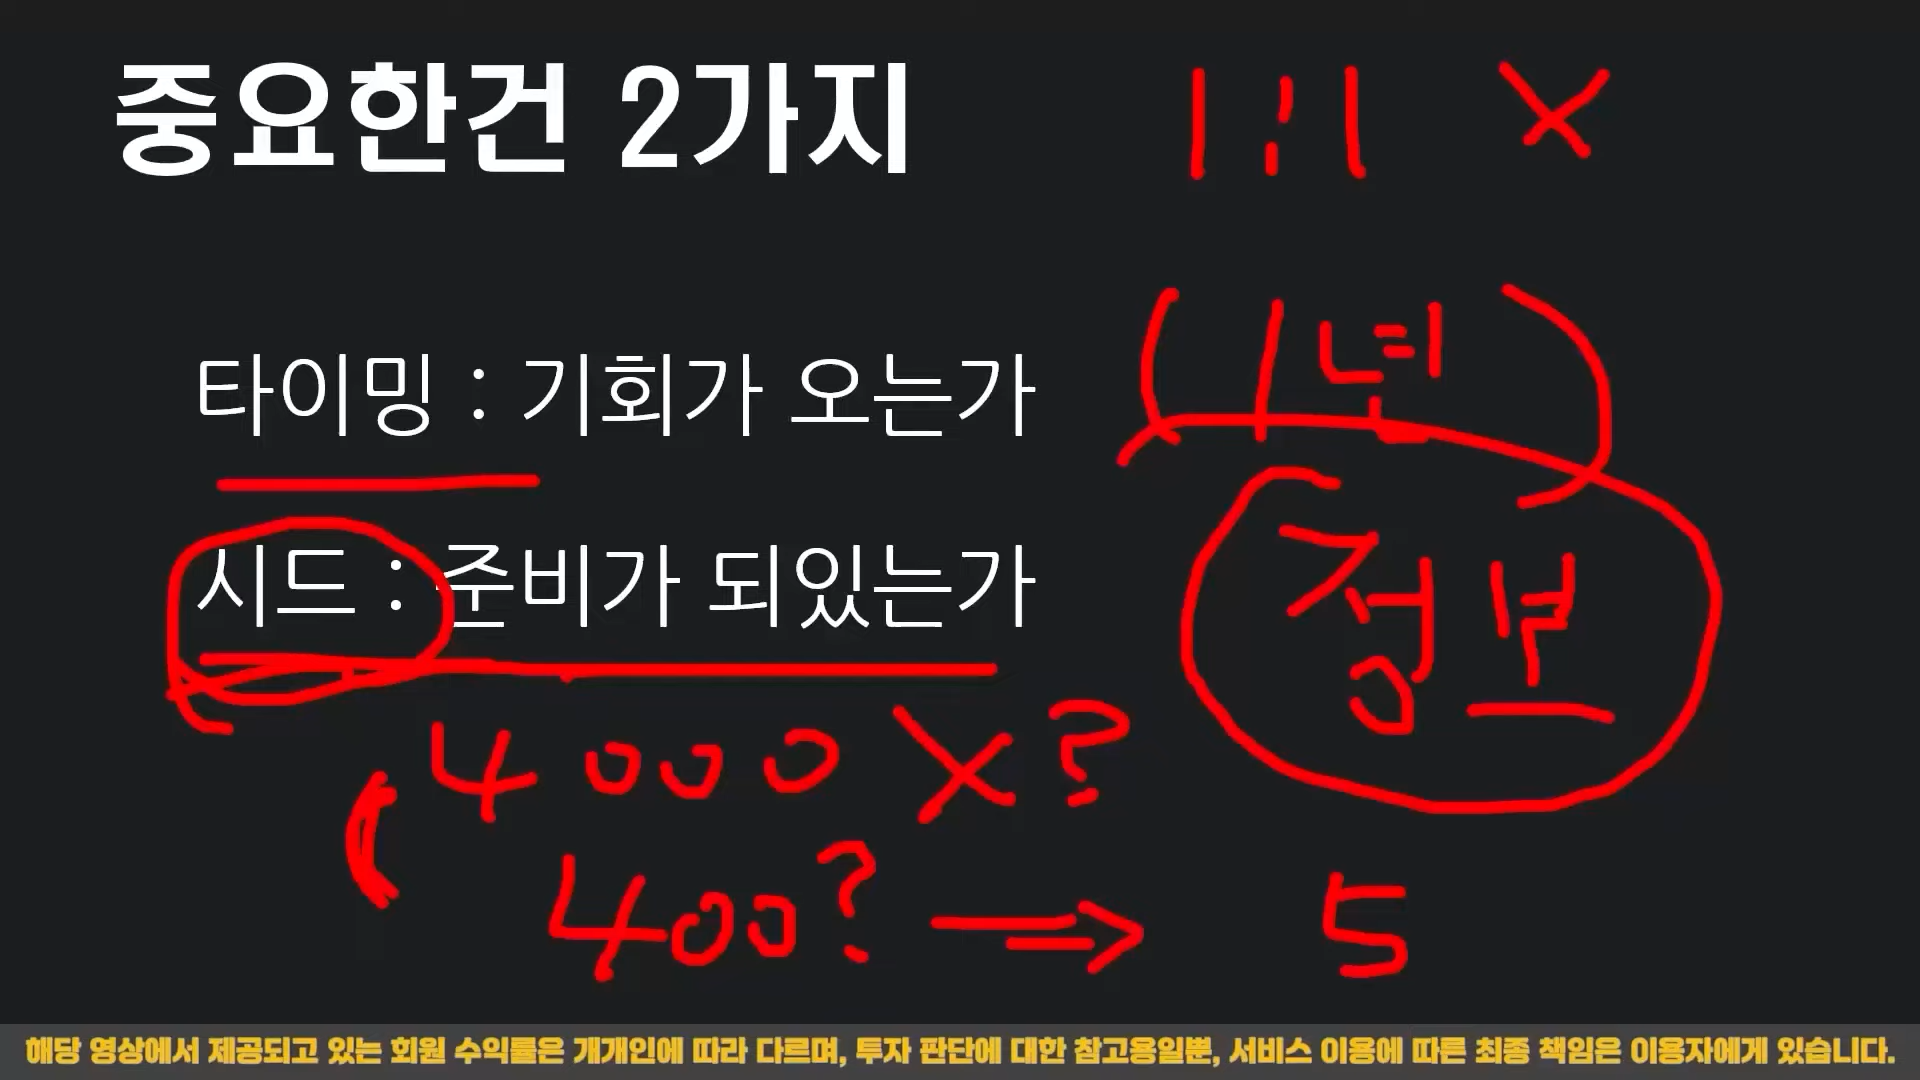 중요한건 2가지
1:1 X
타이밍 : 기회가 오는가
(1년)
시드 : 준비가 되있는가
정보
4000 X?
400? → 5
해당 영상에서 제공되고 있는 회원 수익률은 개개인에 따라 다르며, 투자 판단에 대한 참고용일뿐, 서비스 이용에 따른 최종 책임은 이용자에게 있습니다.